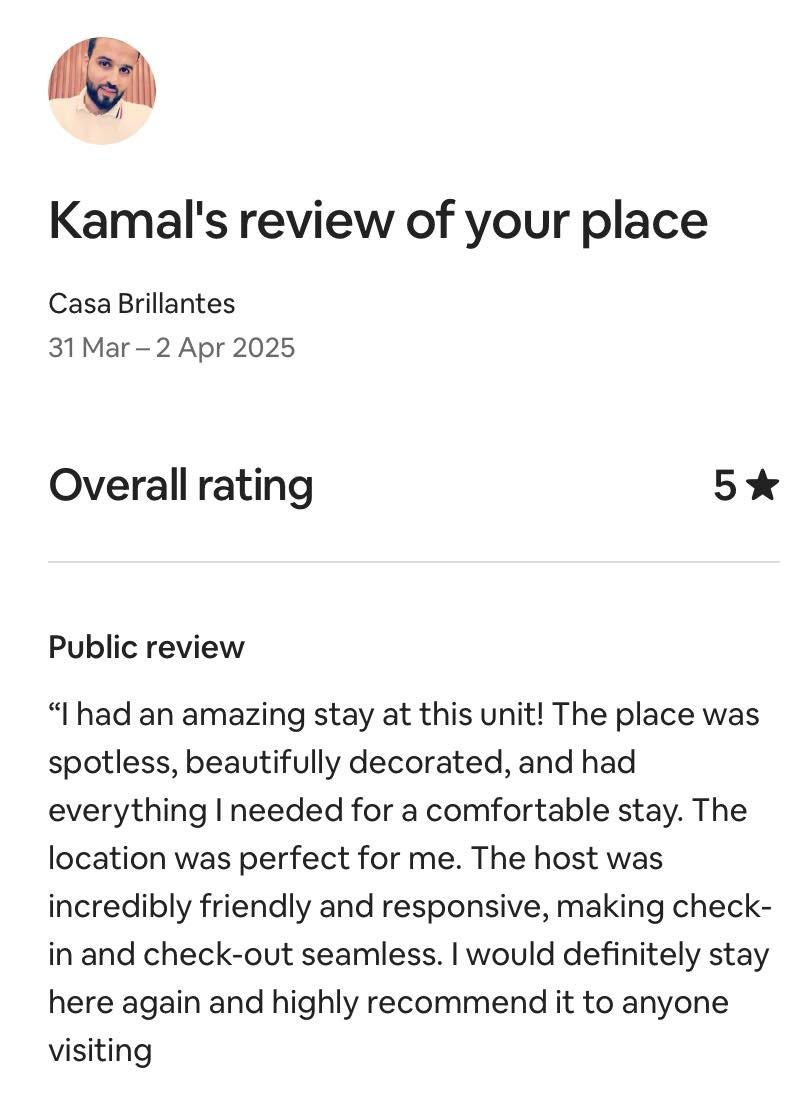 Kamal's review of your place
Casa Brillantes
31 Mar – 2 Apr 2025
Overall rating 5 ★
Public review
“I had an amazing stay at this unit! The place was
spotless, beautifully decorated, and had
everything I needed for a comfortable stay. The
location was perfect for me. The host was
incredibly friendly and responsive, making check-
in and check-out seamless. I would definitely stay
here again and highly recommend it to anyone
visiting